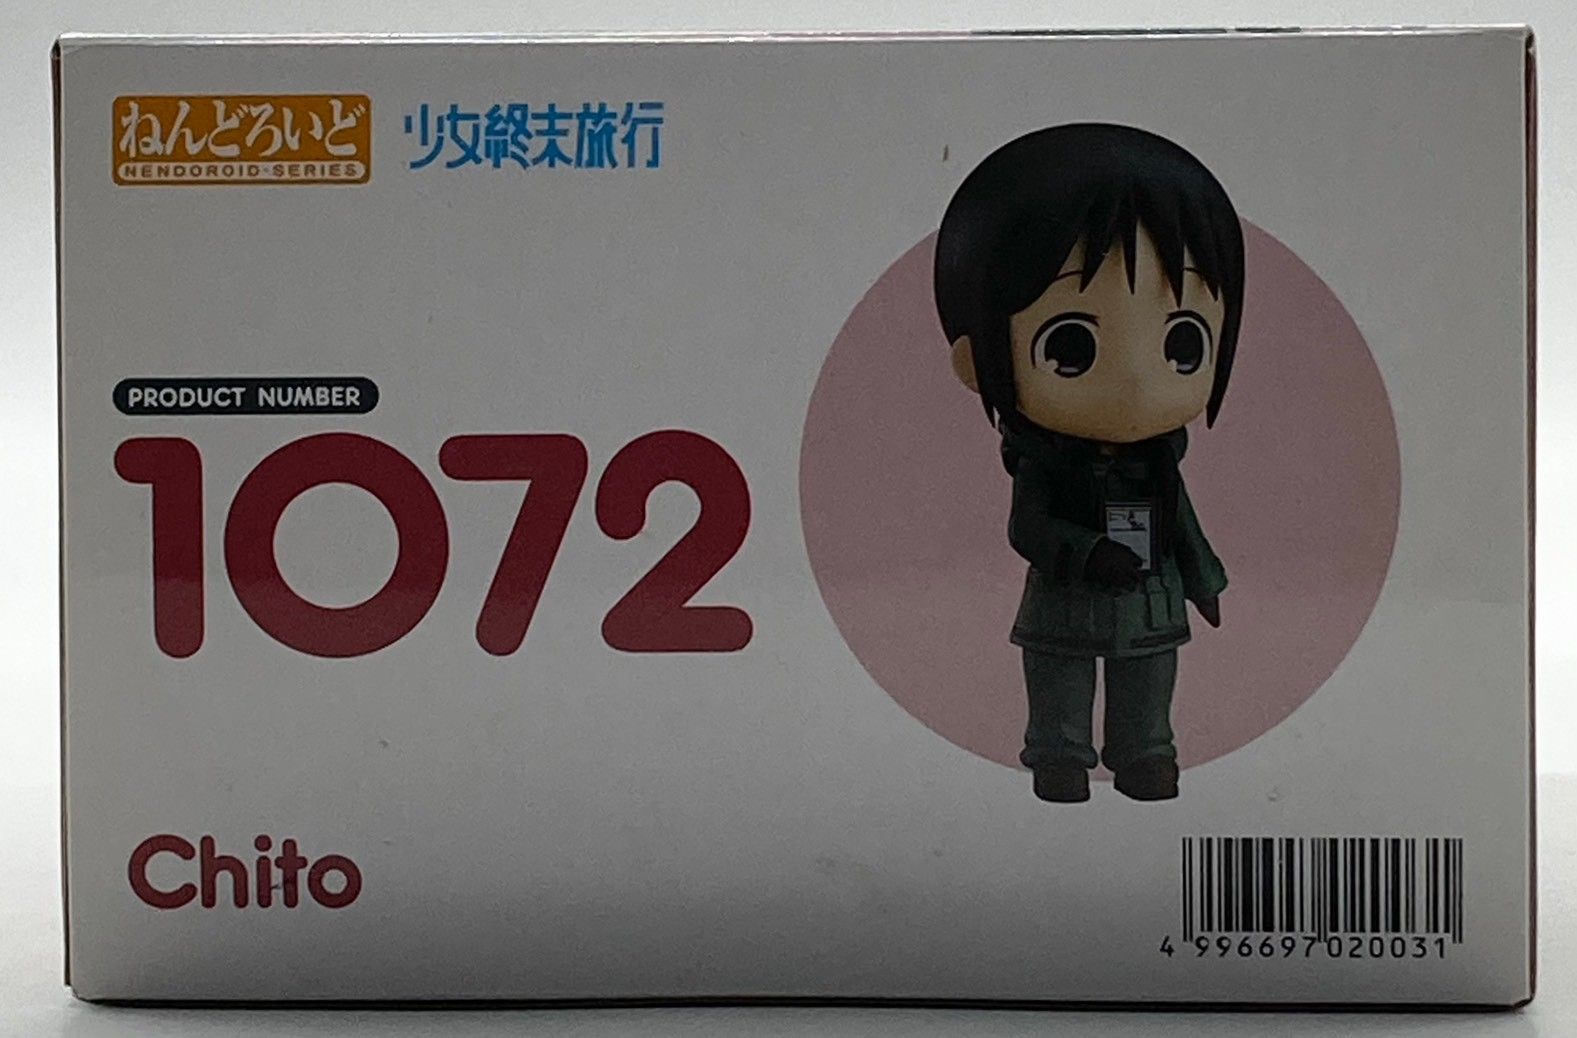 ねんどろいど
NENDOROID SERIES
少女終末旅行
PRODUCT NUMBER
1072
Chito
4 996697 020031